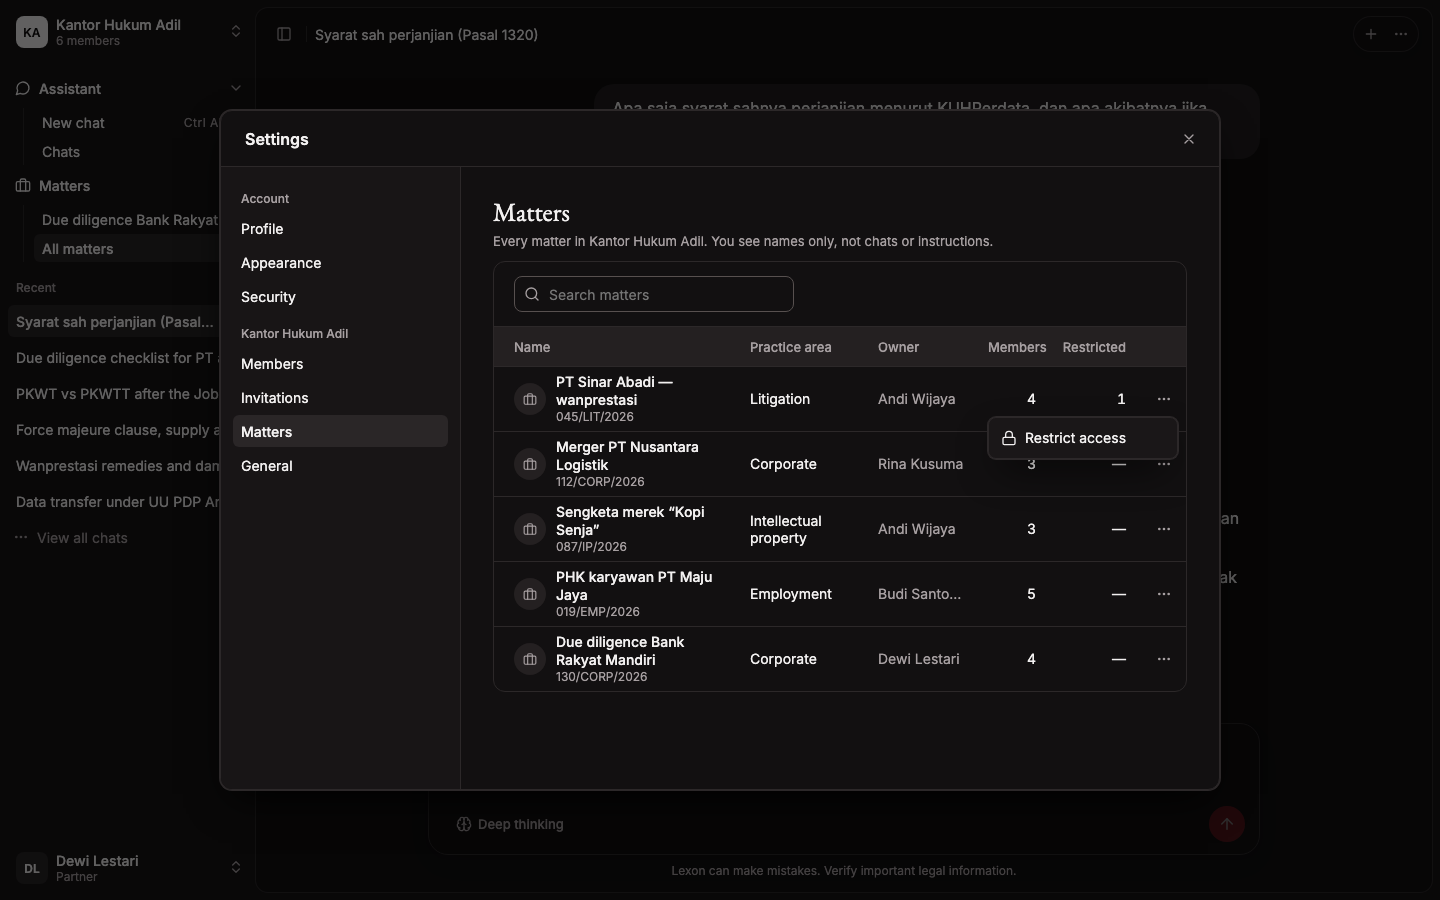 KA
Kantor Hukum Adil
6 members
Syarat sah perjanjian (Pasal 1320)
Assistant
New chat
Ctrl A
Chats
Matters
Due diligence Bank Rakyat
All matters
Recent
Syarat sah perjanjian (Pasal...
Due diligence checklist for PT
PKWT vs PKWTT after the Job
Force majeure clause, supply a
Wanprestasi remedies and dam
Data transfer under UU PDP Ar
View all chats
DL
Dewi Lestari
Partner
Apa saja syarat sahnya perjanjian menurut KUHPerdata, dan apa akibatnya jika
Settings
Account
Profile
Appearance
Security
Kantor Hukum Adil
Members
Invitations
Matters
General
Matters
Every matter in Kantor Hukum Adil. You see names only, not chats or instructions.
Search matters
Name Practice area Owner Members Restricted
PT Sinar Abadi —
wanprestasi
045/LIT/2026
Litigation
Andi Wijaya
4
1
Restrict access
Merger PT Nusantara
Logistik
112/CORP/2026
Corporate
Rina Kusuma
3
—
Sengketa merek “Kopi
Senja”
087/IP/2026
Intellectual
property
Andi Wijaya
3
—
PHK karyawan PT Maju
Jaya
019/EMP/2026
Employment
Budi Santo...
5
—
Due diligence Bank
Rakyat Mandiri
130/CORP/2026
Corporate
Dewi Lestari
4
—
an
ak
Deep thinking
Lexon can make mistakes. Verify important legal information.